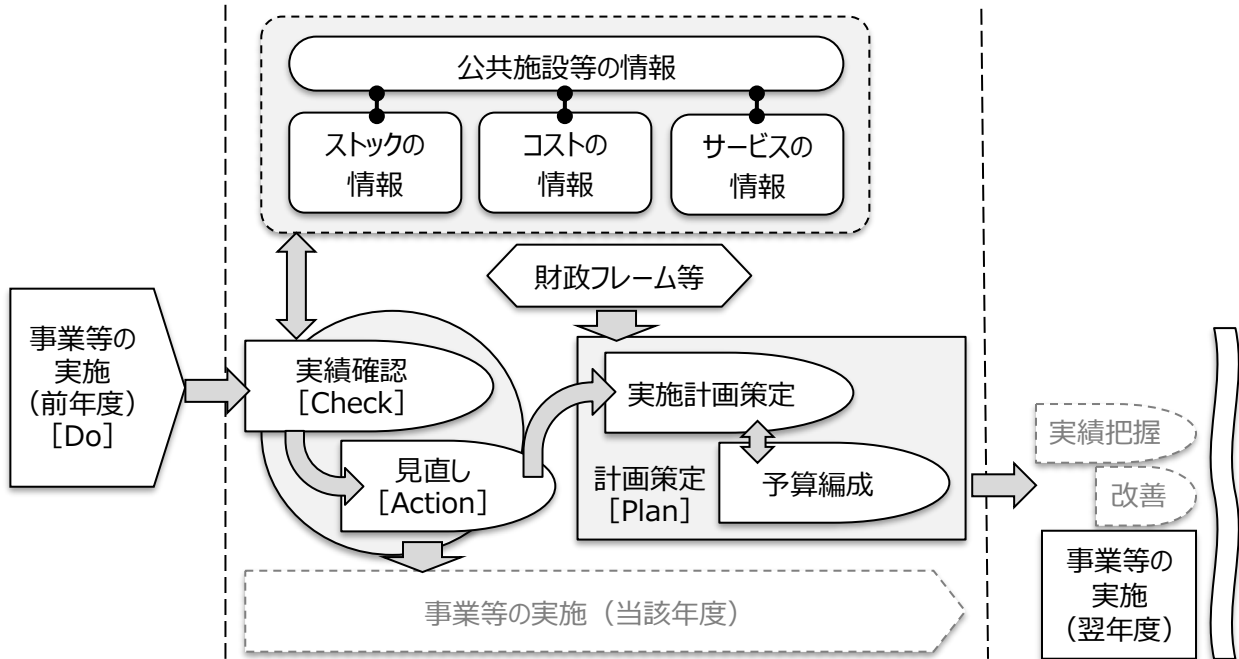 公共施設等の情報
ストックの
情報
コストの
情報
サービスの
情報
財政フレーム等
事業等の
実施
（前年度）
［Do］
実績確認
［Check］
見直し
［Action］
実施計画策定
予算編成
計画策定
［Plan］
事業等の実施（当該年度）
実績把握
改善
事業等の
実施
（翌年度）